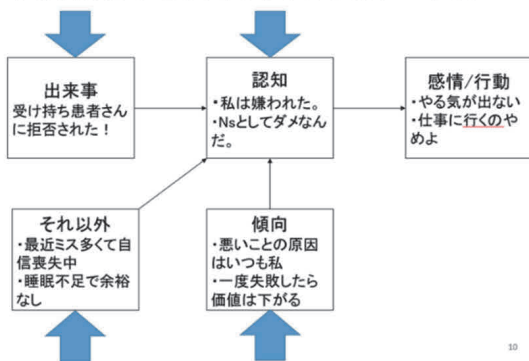 出来事
受け持ち患者さん
に拒否された！
認知
・私は嫌われた。
・Nsとしてダメなん
だ。
感情/行動
・やる気が出ない
・仕事に行くのや
めよ
それ以外
・最近ミス多くて自
信喪失中
・睡眠不足で余裕
なし
傾向
・悪いことの原因
はいつも私
・一度失敗したら
価値は下がる
10